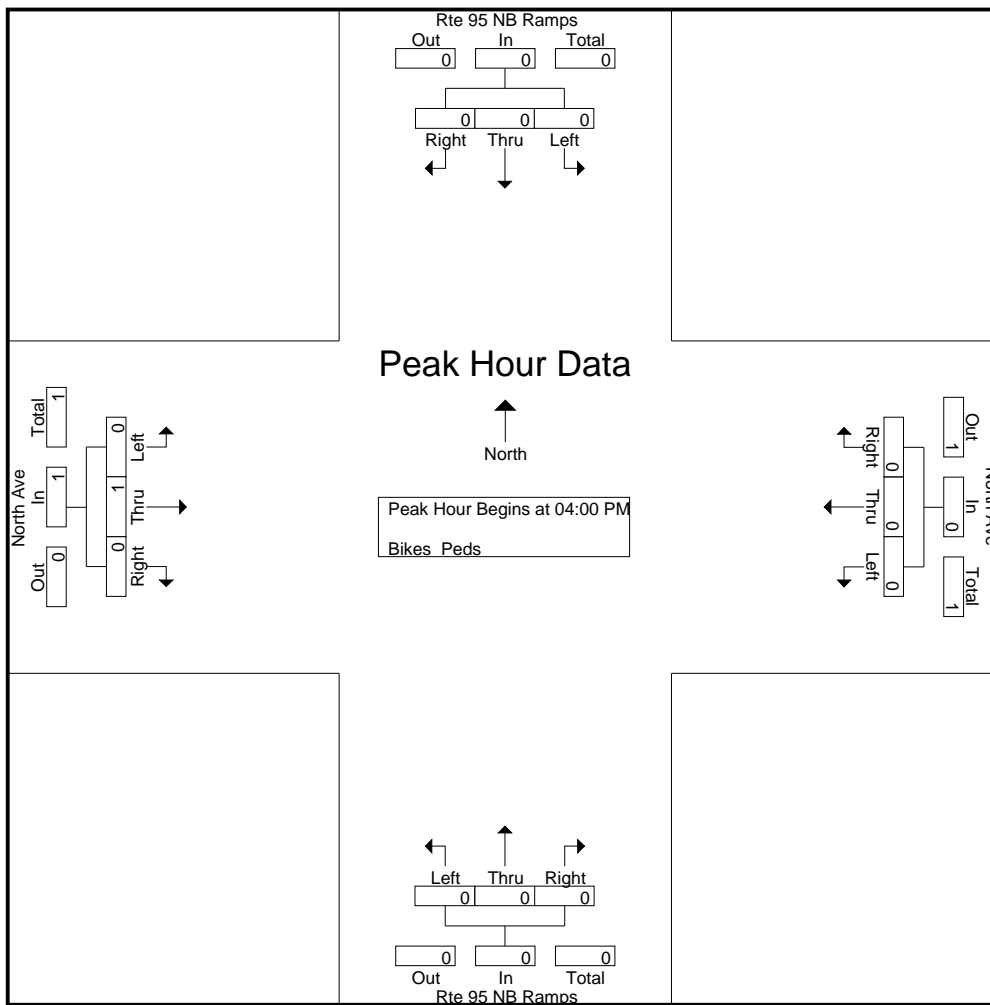 Rte 95 NB Ramps
Out In Total
0 0 0
0 0 0
Right Thru Left
Peak Hour Data
North
Peak Hour Begins at 04:00 PM
Bikes Peds
North Ave
Out In Total
0 1 1
Right Thru Left
0 1 0
North Ave
Out In Total
1 0 1
Right Thru Left
0 0 0
Left Thru Right
0 0 0
0 0 0
Out In Total
Rte 95 NB Ramps